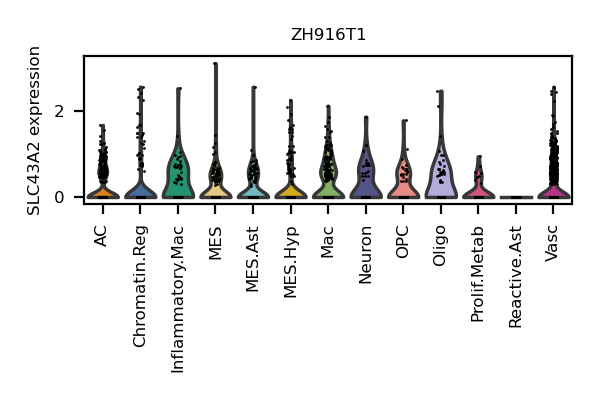 ZH916T1
SLC43A2 expression
2
0
AC
Chromatin.Reg
Inflammatory.Mac
MES
MES.Ast
MES.Hyp
Mac
Neuron
OPC
Oligo
Prolif.Metab
Reactive.Ast
Vasc